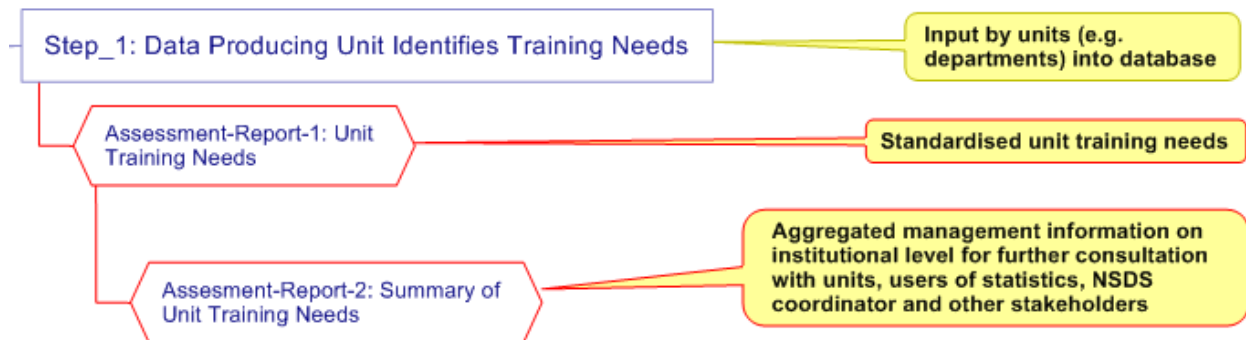 Step_1: Data Producing Unit Identifies Training Needs
Input by units (e.g.
departments) into database
Assessment-Report-1: Unit
Training Needs
Standardised unit training needs
Aggregated management information on
institutional level for further consultation
with units, users of statistics, NSDS
coordinator and other stakeholders
Assesment-Report-2: Summary of
Unit Training Needs